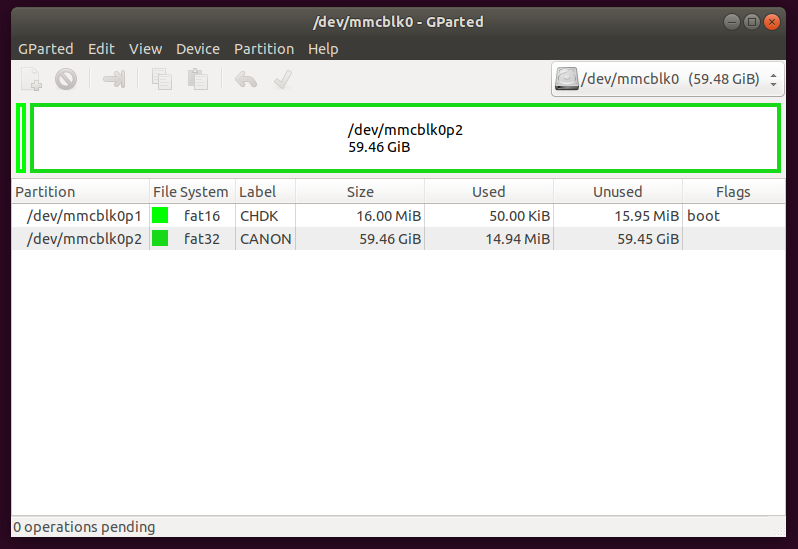 /dev/mmcblk0 - GParted
GParted Edit View Device Partition Help
/dev/mmcblk0 (59.48 GiB)
/dev/mmcblk0p2
59.46 GiB
Partition File System Label Size Used Unused Flags
/dev/mmcblk0p1 fat16 CHDK 16.00 MiB 50.00 KiB 15.95 MiB boot
/dev/mmcblk0p2 fat32 CANON 59.46 GiB 14.94 MiB 59.45 GiB
0 operations pending